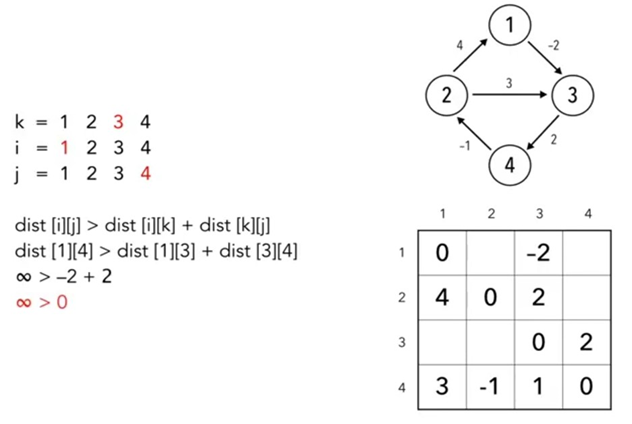 k = 1 2 3 4
i = 1 2 3 4
j = 1 2 3 4
dist [i][j] > dist [i][k] + dist [k][j]
dist [1][4] > dist [1][3] + dist [3][4]
∞ > –2 + 2
∞ > 0
1
4
-2
2
3
3
-1
2
4
1 2 3 4
1 0 -2
2 4 0 2
3 0 2
4 3 -1 1 0